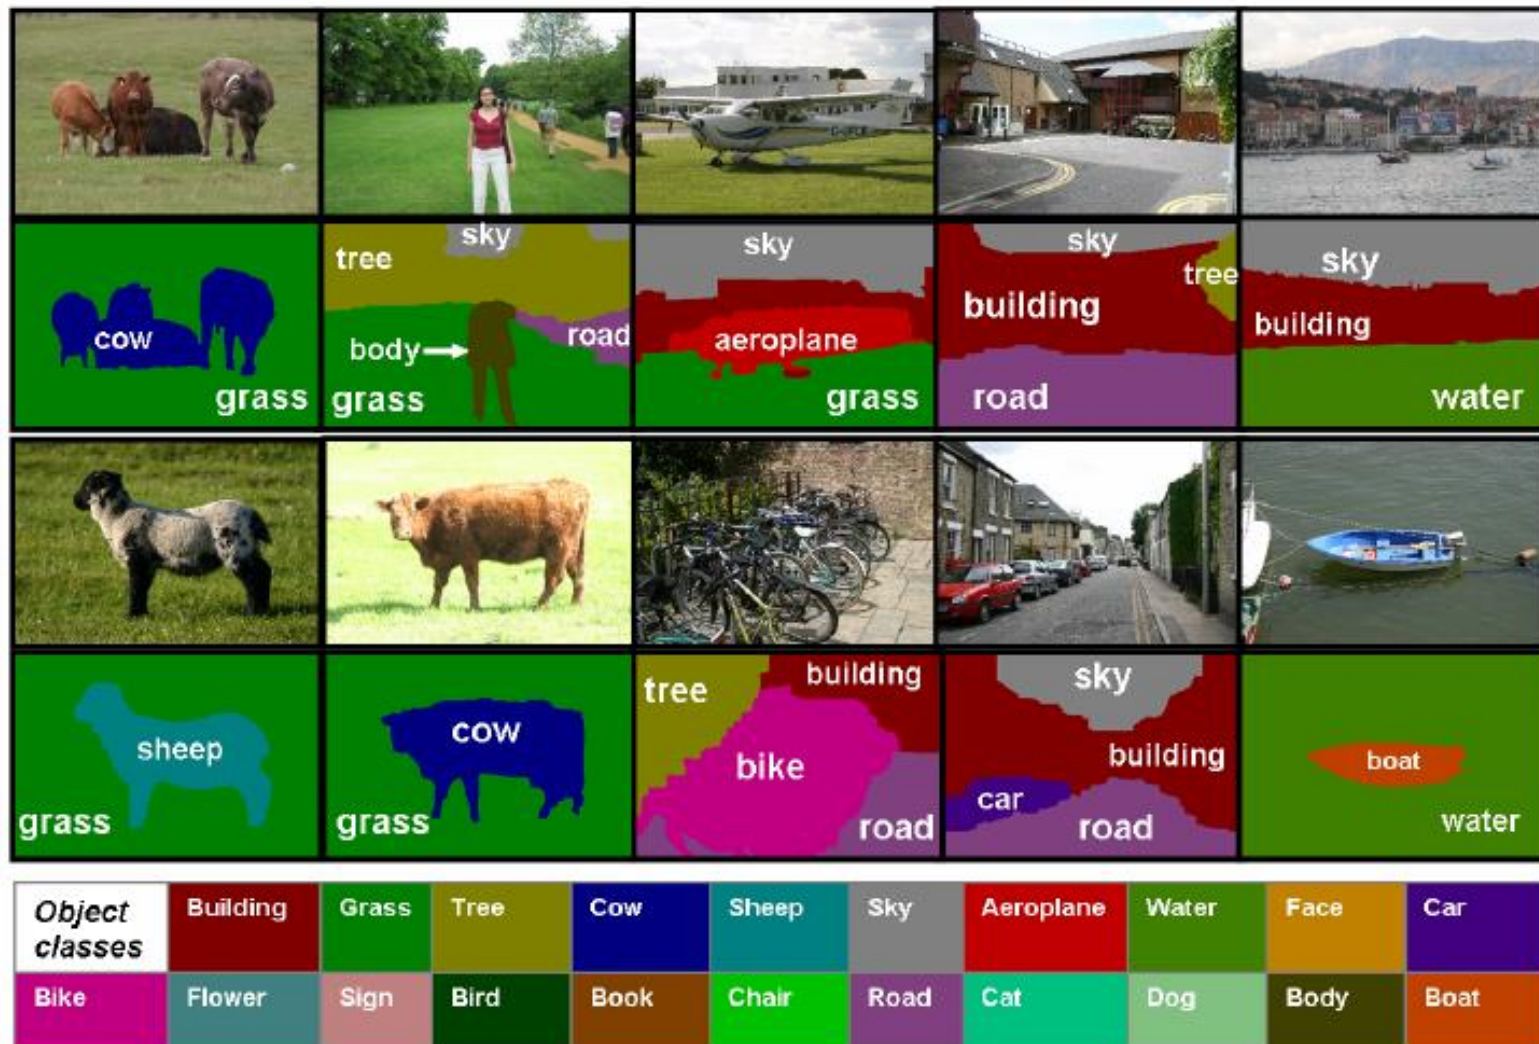 sky
sky
sky
sky
tree
tree
building
building
road
cow
body
aeroplane
grass
grass
grass
road
water
building
sky
tree
cow
sheep
bike
building
boat
car
grass
grass
road
road
water
Object classes
Building
Grass
Tree
Cow
Sheep
Sky
Aeroplane
Water
Face
Car
Bike
Flower
Sign
Bird
Book
Chair
Road
Cat
Dog
Body
Boat